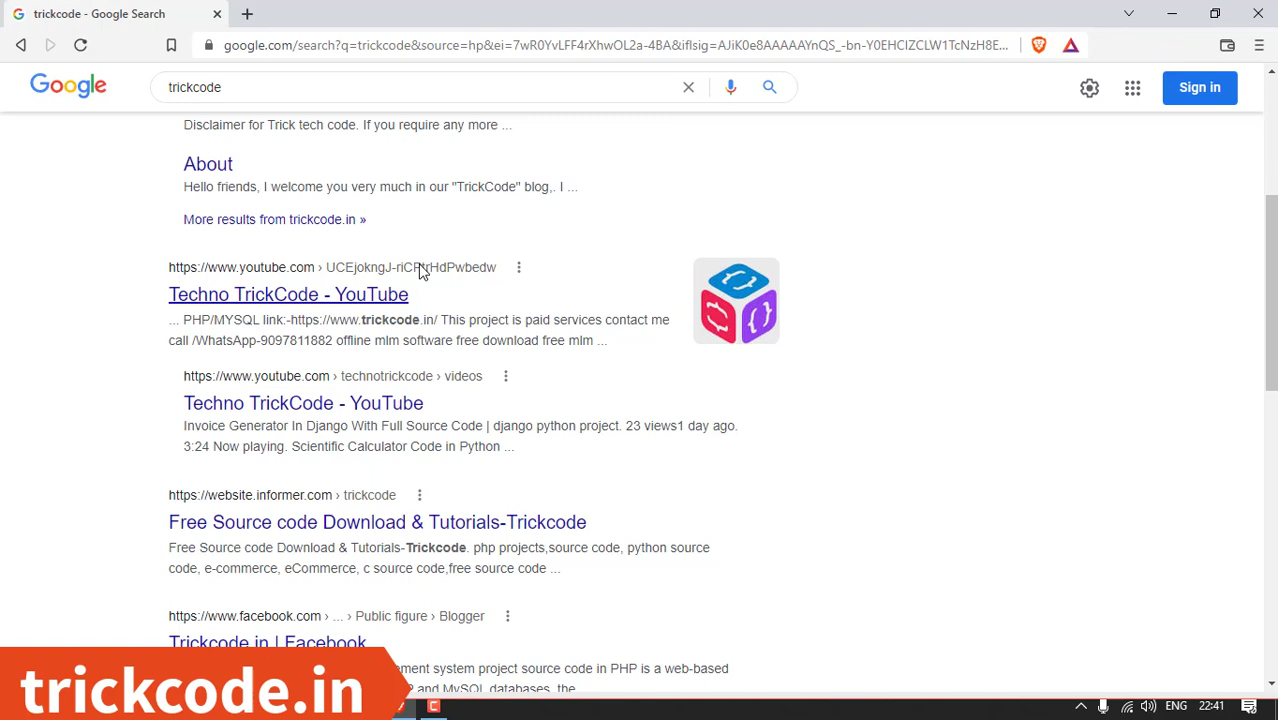 trickcode - Google Search
google.com/search?q=trickcode&source=hp&ei=7wR0YvLFF4rXhwOL2a-4BA&iflsig=AJiK0e8AAAAAYnQS_-bn-Y0EHCIZCLW1TcNzH8E...
Google
trickcode
Sign in
Disclaimer for Trick tech code. If you require any more ...
About
Hello friends, I welcome you very much in our "TrickCode" blog,. I ...
More results from trickcode.in »
https://www.youtube.com ›
Techno TrickCode - YouTube
... PHP/MYSQL link:-https://www.trickcode.in/ This project is paid services contact me
call /WhatsApp-9097811882 offline mlm software free download free mlm ...
https://www.youtube.com › technotrickcode › videos
Techno TrickCode - YouTube
Invoice Generator In Django With Full Source Code | django python project. 23 views1 day ago.
3:24 Now playing. Scientific Calculator Code in Python ...
https://website.informer.com › trickcode
Free Source code Download & Tutorials-Trickcode
Free Source code Download & Tutorials-Trickcode. php projects,source code, python source
code, e-commerce, eCommerce, c source code,free source code ...
https://www.facebook.com › ... › Public figure › Blogger
Trickcode.in | Facebook
ement system project source code in PHP is a web-based
and MySQL databases, the
trickcode.in
ENG
22:41